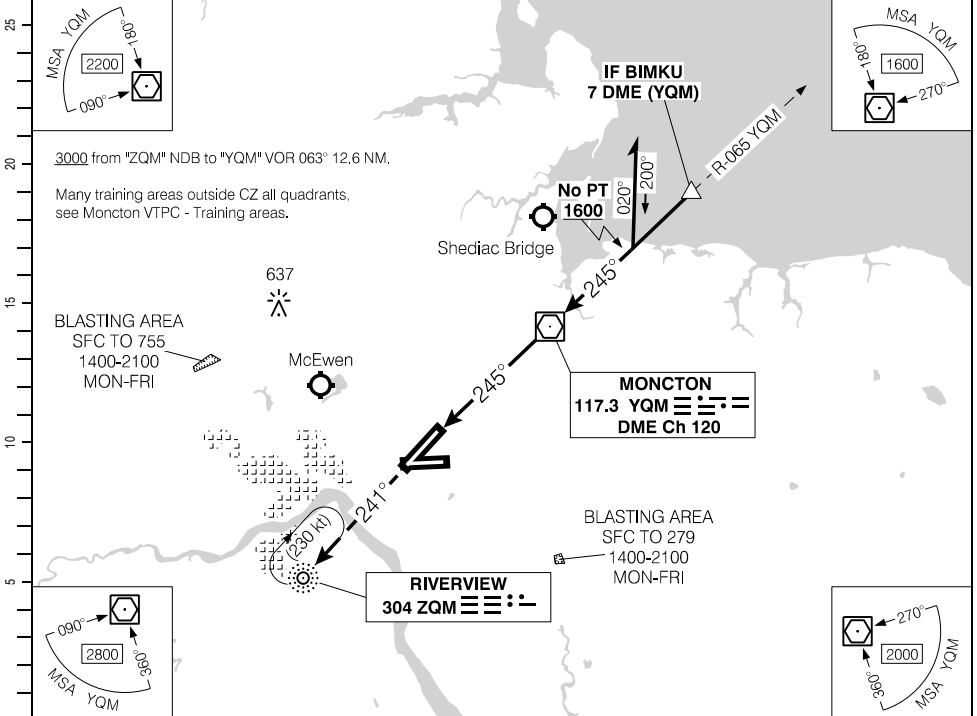 25
20
15
10
5
MSA YQM
180°
2200
090°
MSA YQM
180°
1600
270°
IF BIMKU
7 DME (YQM)
R-065 YQM
3000 from "ZQM" NDB to "YQM" VOR 063° 12.6 NM.
Many training areas outside CZ all quadrants,
see Moncton VTPC - Training areas.
No PT
1600
020°
200°
Shediac Bridge
245°
637
BLASTING AREA
SFC TO 755
1400-2100
MON-FRI
McEwen
245°
MONCTON
117.3 YQM
DME Ch 120
241°
(230 kt)
BLASTING AREA
SFC TO 279
1400-2100
MON-FRI
RIVERVIEW
304 ZQM
090°
2800
360°
MSA YQM
270°
2000
360°
MSA YQM